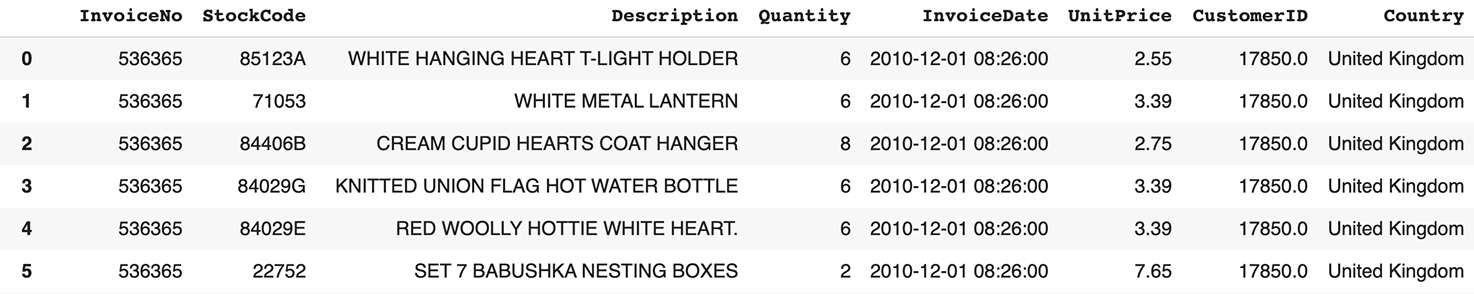 InvoiceNo StockCode Description Quantity InvoiceDate UnitPrice CustomerID Country
0 536365 85123A WHITE HANGING HEART T-LIGHT HOLDER 6 2010-12-01 08:26:00 2.55 17850.0 United Kingdom
1 536365 71053 WHITE METAL LANTERN 6 2010-12-01 08:26:00 3.39 17850.0 United Kingdom
2 536365 84406B CREAM CUPID HEARTS COAT HANGER 8 2010-12-01 08:26:00 2.75 17850.0 United Kingdom
3 536365 84029G KNITTED UNION FLAG HOT WATER BOTTLE 6 2010-12-01 08:26:00 3.39 17850.0 United Kingdom
4 536365 84029E RED WOOLLY HOTTIE WHITE HEART. 6 2010-12-01 08:26:00 3.39 17850.0 United Kingdom
5 536365 22752 SET 7 BABUSHKA NESTING BOXES 2 2010-12-01 08:26:00 7.65 17850.0 United Kingdom